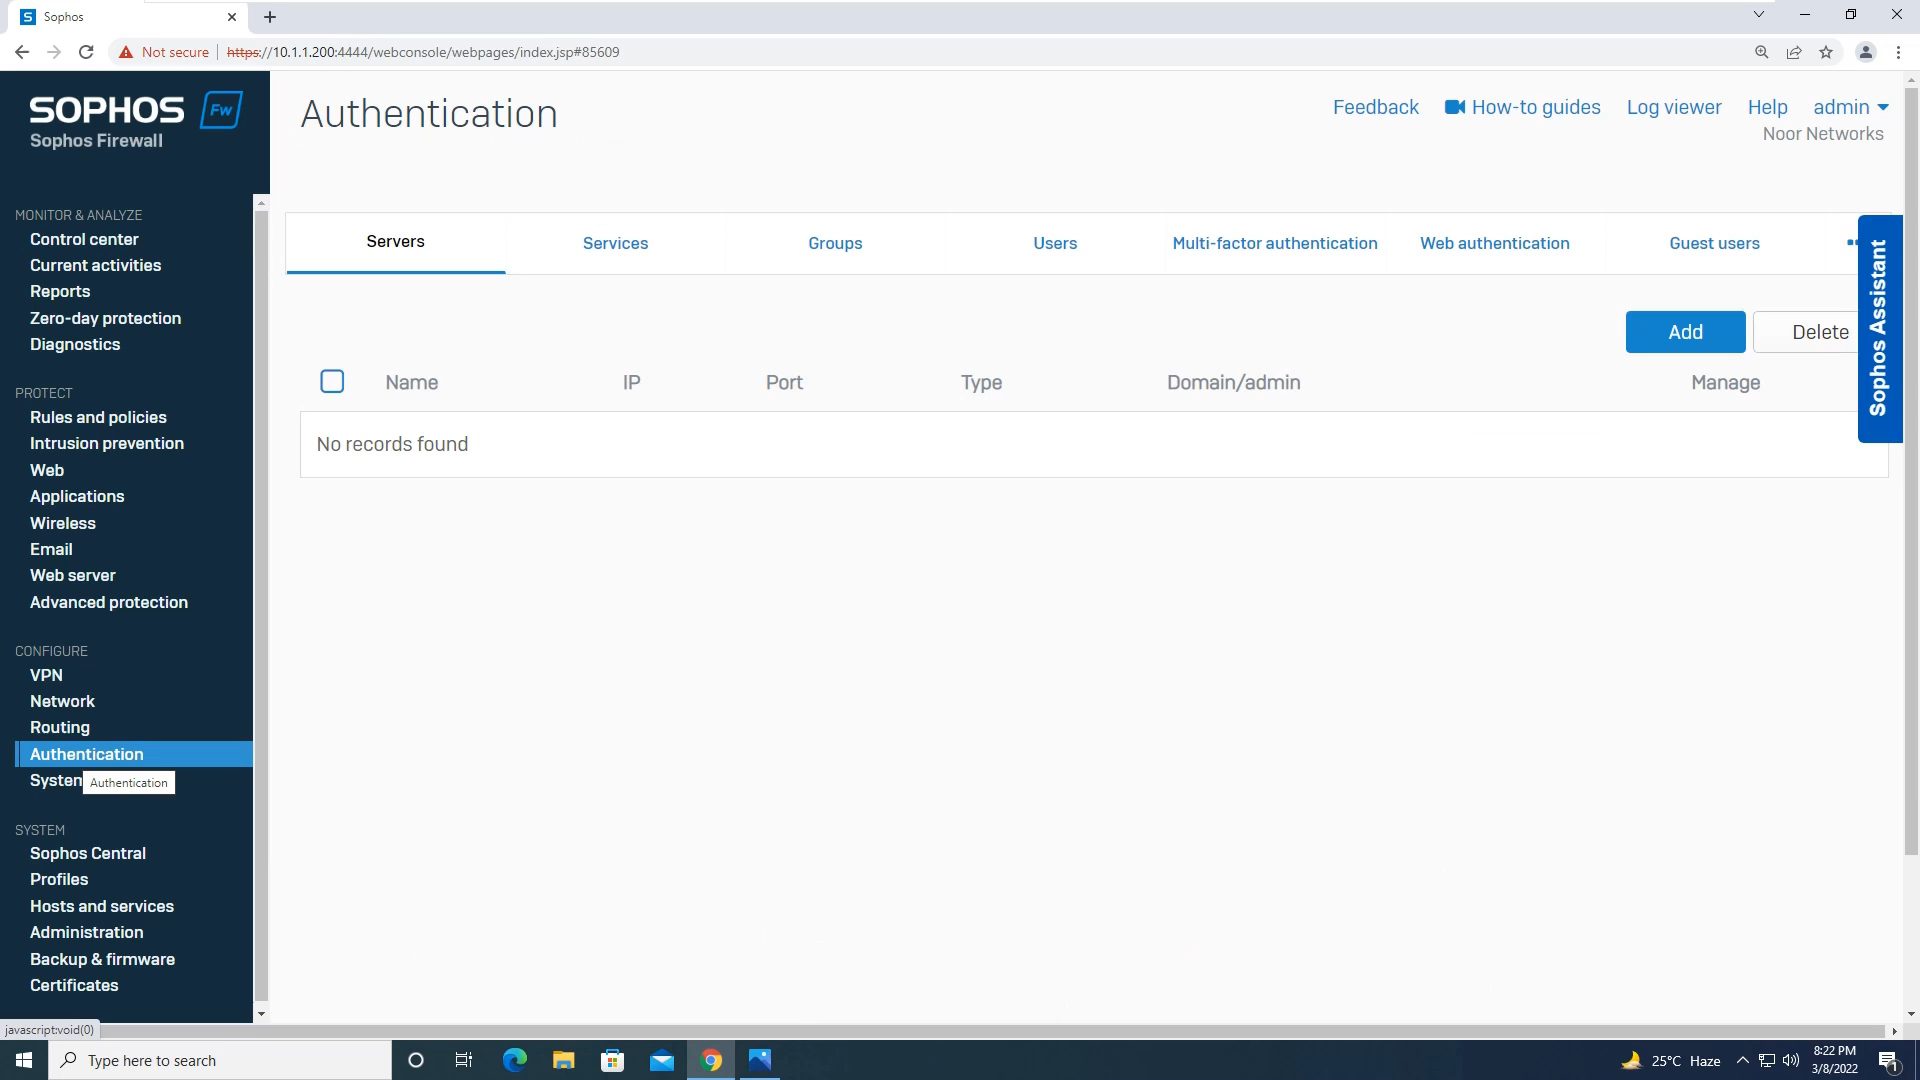 Sophos
Not secure
https://10.1.1.200:4444/webconsole/webpages/index.jsp#85609
SOPHOS
Fw
Sophos Firewall
Authentication
Feedback
How-to guides
Log viewer
Help
admin
Noor Networks
MONITOR & ANALYZE
Control center
Current activities
Reports
Zero-day protection
Diagnostics
PROTECT
Rules and policies
Intrusion prevention
Web
Applications
Wireless
Email
Web server
Advanced protection
CONFIGURE
VPN
Network
Routing
Authentication
System
Authentication
SYSTEM
Sophos Central
Profiles
Hosts and services
Administration
Backup & firmware
Certificates
Servers
Services
Groups
Users
Multi-factor authentication
Web authentication
Guest users
Add
Delete
Sophos Assistant
Name
IP
Port
Type
Domain/admin
Manage
No records found
javascript:void(0)
Type here to search
25°C Haze
8:22 PM
3/8/2022
1